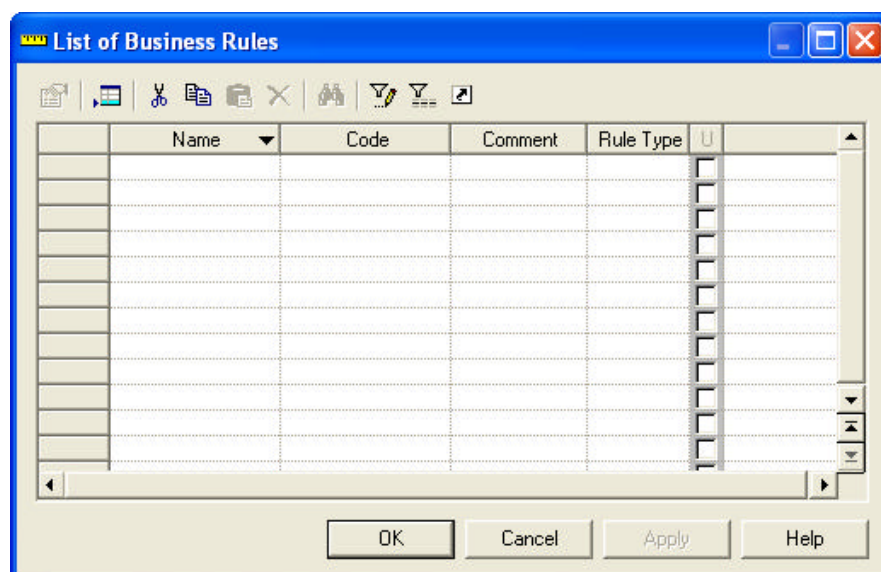 List of Business Rules
Name Code Comment Rule Type U
OK Cancel Apply Help